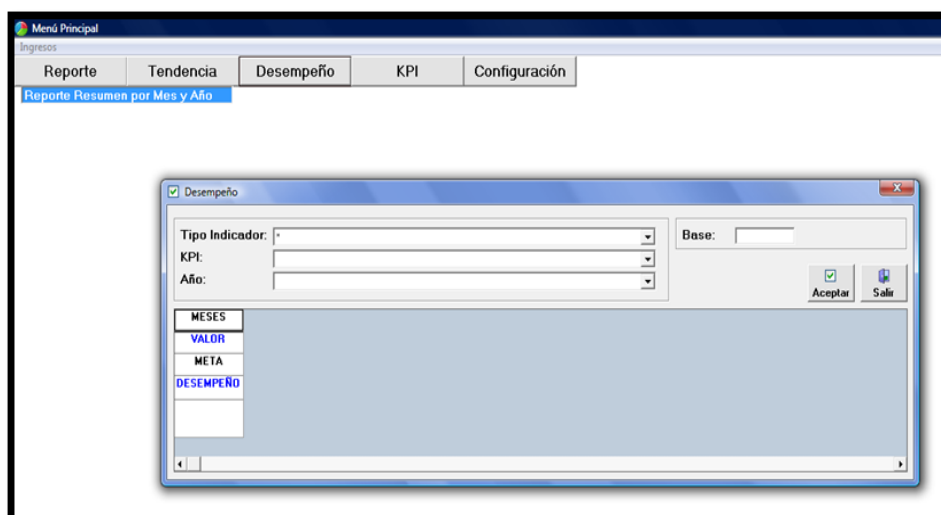 Menú Principal
Ingresos
Reporte Tendencia Desempeño KPI Configuración
Reporte Resumen por Mes y Año
Desempeño
Tipo Indicador: * Base:
KPI:
Año:
Aceptar Salir
MESES
VALOR
META
DESEMPEÑO